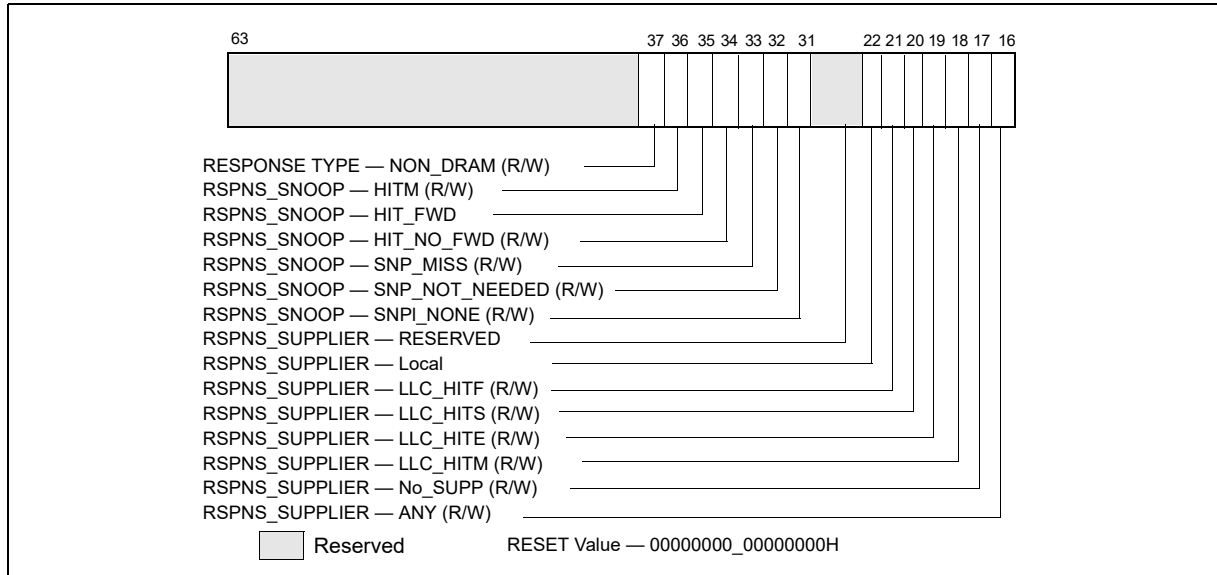 63 37 36 35 34 33 32 31 22 21 20 19 18 17 16
RESPONSE TYPE — NON_DRAM (R/W)
RSPNS_SNOOP — HITM (R/W)
RSPNS_SNOOP — HIT_FWD
RSPNS_SNOOP — HIT_NO_FWD (R/W)
RSPNS_SNOOP — SNP_MISS (R/W)
RSPNS_SNOOP — SNP_NOT_NEEDED (R/W)
RSPNS_SNOOP — SNPl_NONE (R/W)
RSPNS_SUPPLIER — RESERVED
RSPNS_SUPPLIER — Local
RSPNS_SUPPLIER — LLC_HITF (R/W)
RSPNS_SUPPLIER — LLC_HITS (R/W)
RSPNS_SUPPLIER — LLC_HITE (R/W)
RSPNS_SUPPLIER — LLC_HITM (R/W)
RSPNS_SUPPLIER — No_SUPP (R/W)
RSPNS_SUPPLIER — ANY (R/W)
Reserved RESET Value — 00000000_00000000H